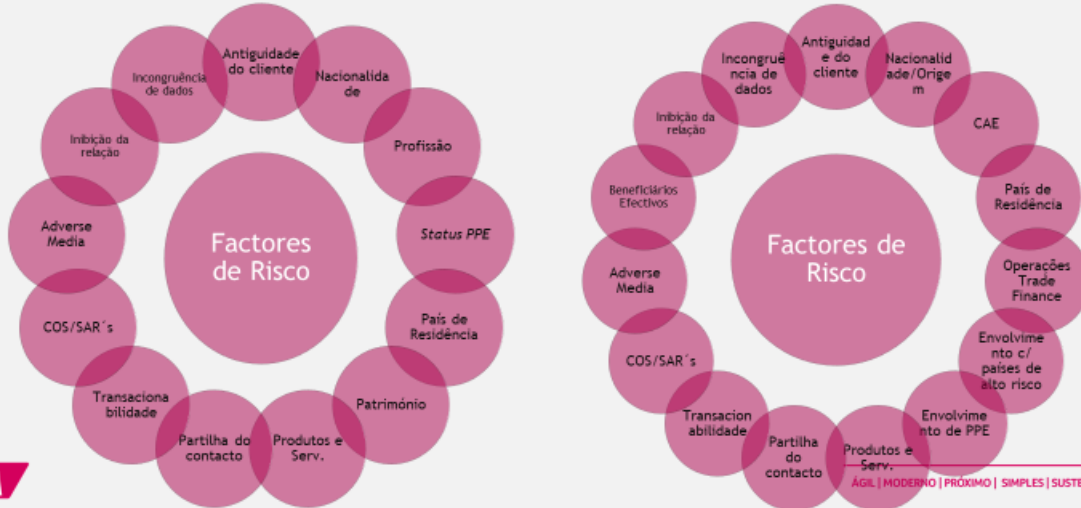 Factores
de Risco
Antiguidade
do cliente
Nacionalida
de
Profissão
Status PPE
País de
Residência
Património
Produtos e
Serv.
Partilha do
contacto
Transaciona
bilidade
COS/SAR´s
Adverse
Media
Inibição da
relação
Incongruência
de dados
Factores de
Risco
Antiguidad
e do
cliente
Nacionalid
ade/Orige
m
CAE
País de
Residência
Operações
Trade
Finance
Envolvime
nto c/
países de
alto risco
Envolvime
nto de PPE
Produtos e
Serv.
Partilha
do
contacto
Transacion
abilidade
COS/SAR´s
Adverse
Media
Beneficiários
Efectivos
Inibição da
relação
Incongruê
ncia de
dados
ÁGIL | MODERNO | PRÓXIMO | SIMPLES | SUSTE